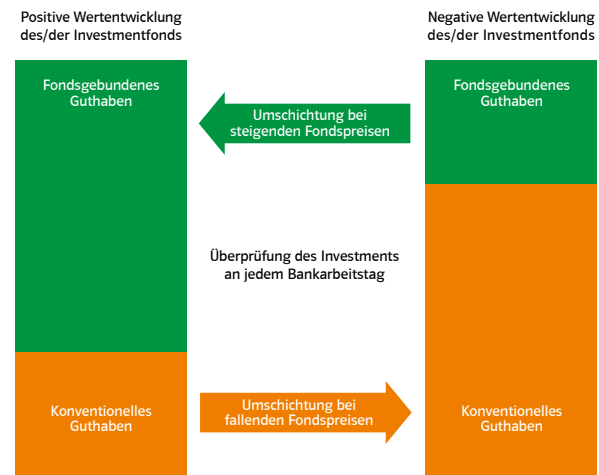 Positive Wertentwicklung
des/der Investmentfonds
Negative Wertentwicklung
des/der Investmentfonds
Fondsgebundenes
Guthaben
Fondsgebundenes
Guthaben
Umschichtung bei
steigenden Fondspreisen
Überprüfung des Investments
an jedem Bankarbeitstag
Konventionelles
Guthaben
Umschichtung bei
fallenden Fondspreisen
Konventionelles
Guthaben